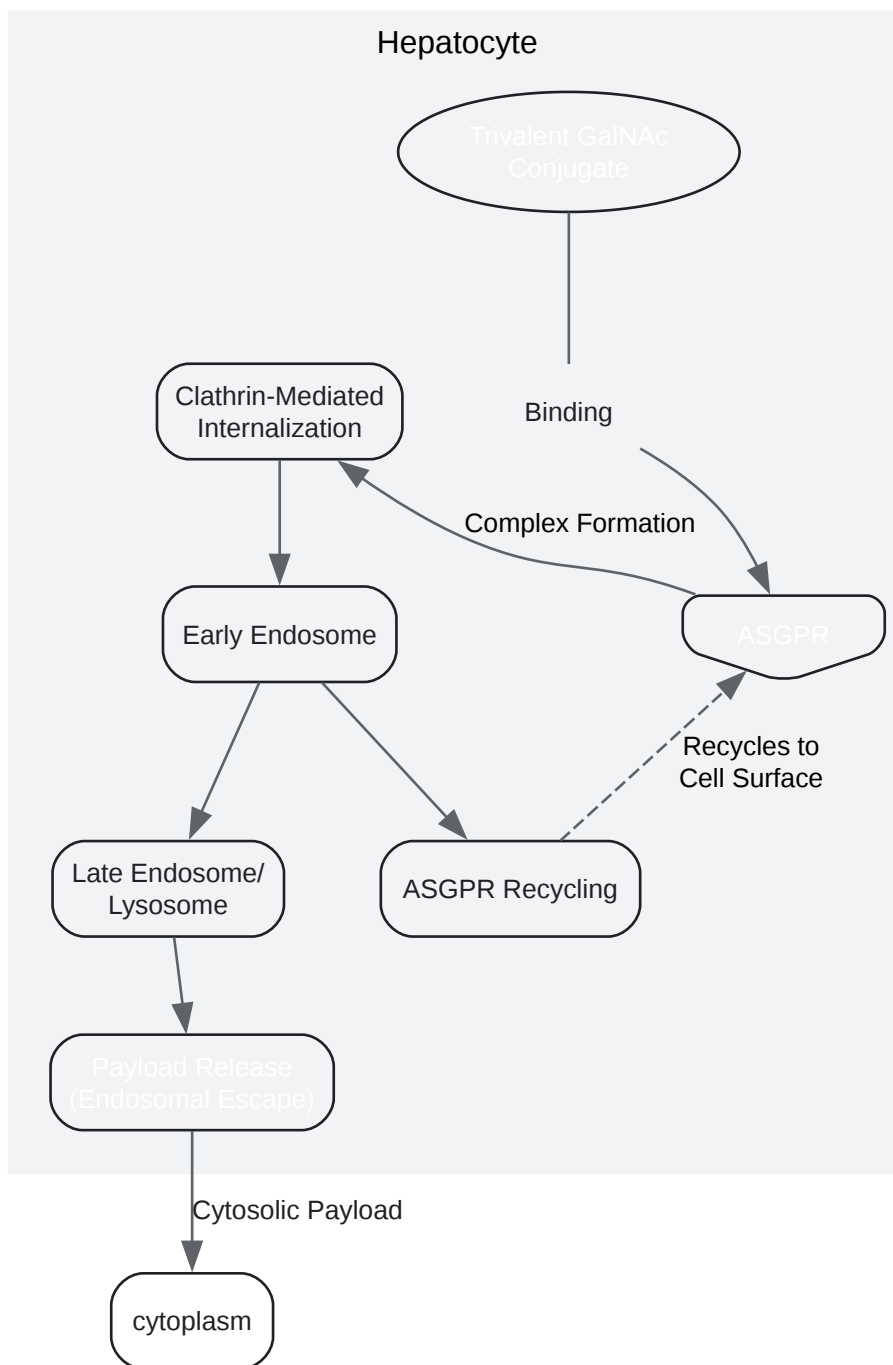 Hepatocyte
Trivalent GalNAc
Conjugate
Clathrin-Mediated
Internalization
Binding
Complex Formation
Early Endosome
ASGPR
Recycles to
Cell Surface
Late Endosome/
Lysosome
ASGPR Recycling
Payload Release
(Endosomal Escape)
Cytosolic Payload
cytoplasm